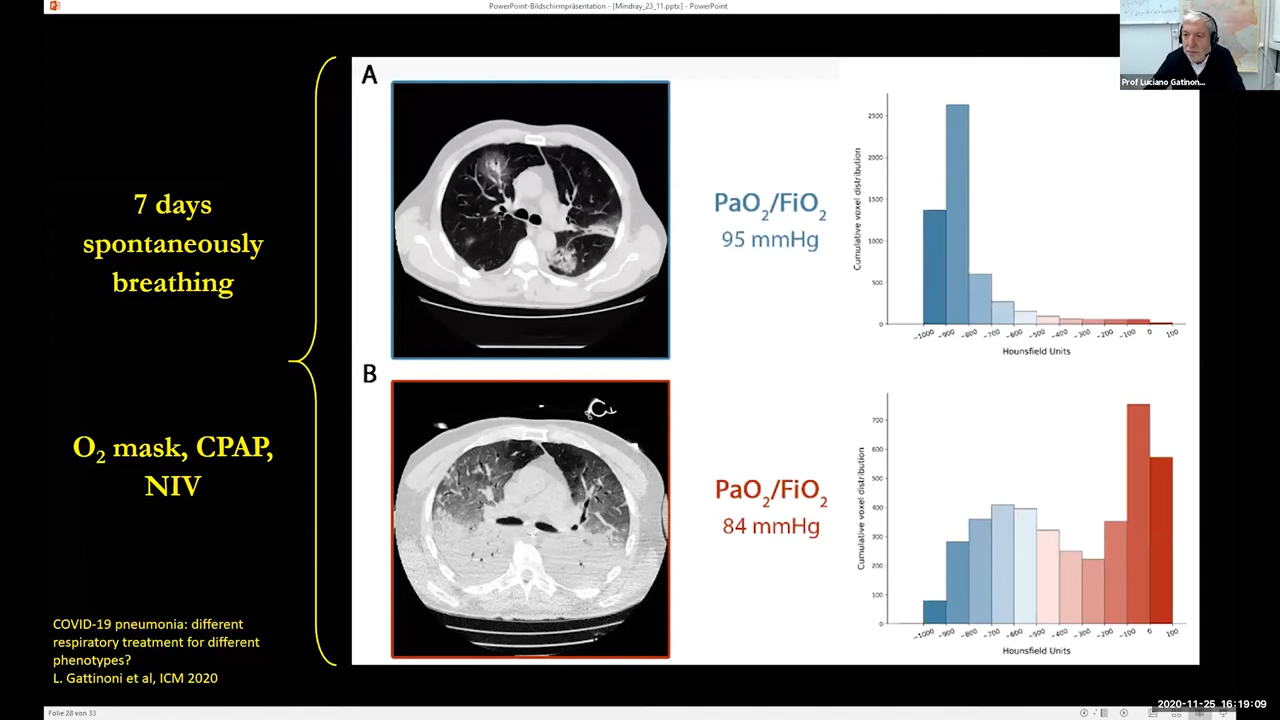 PowerPoint-Bildschirmpräsentation - [Mindray_23_11.pptx] - PowerPoint
Prof Luciano Gatinon...
7 days
spontaneously
breathing
O2 mask, CPAP,
NIV
COVID-19 pneumonia: different
respiratory treatment for different
phenotypes?
L. Gattinoni et al, ICM 2020
A
PaO2/FiO2
95 mmHg
Cumulative voxel distribution
2500
2000
1500
1000
500
0
-1000 -900 -800 -700 -600 -500 -400 -300 -200 -100 0 100
Hounsfield Units
B
PaO2/FiO2
84 mmHg
Cumulative voxel distribution
700
600
500
400
300
200
100
0
-1000 -900 -800 -700 -600 -500 -400 -300 -200 -100 0 100
Hounsfield Units
2020-11-25 16:19:09
Folie 28 von 33